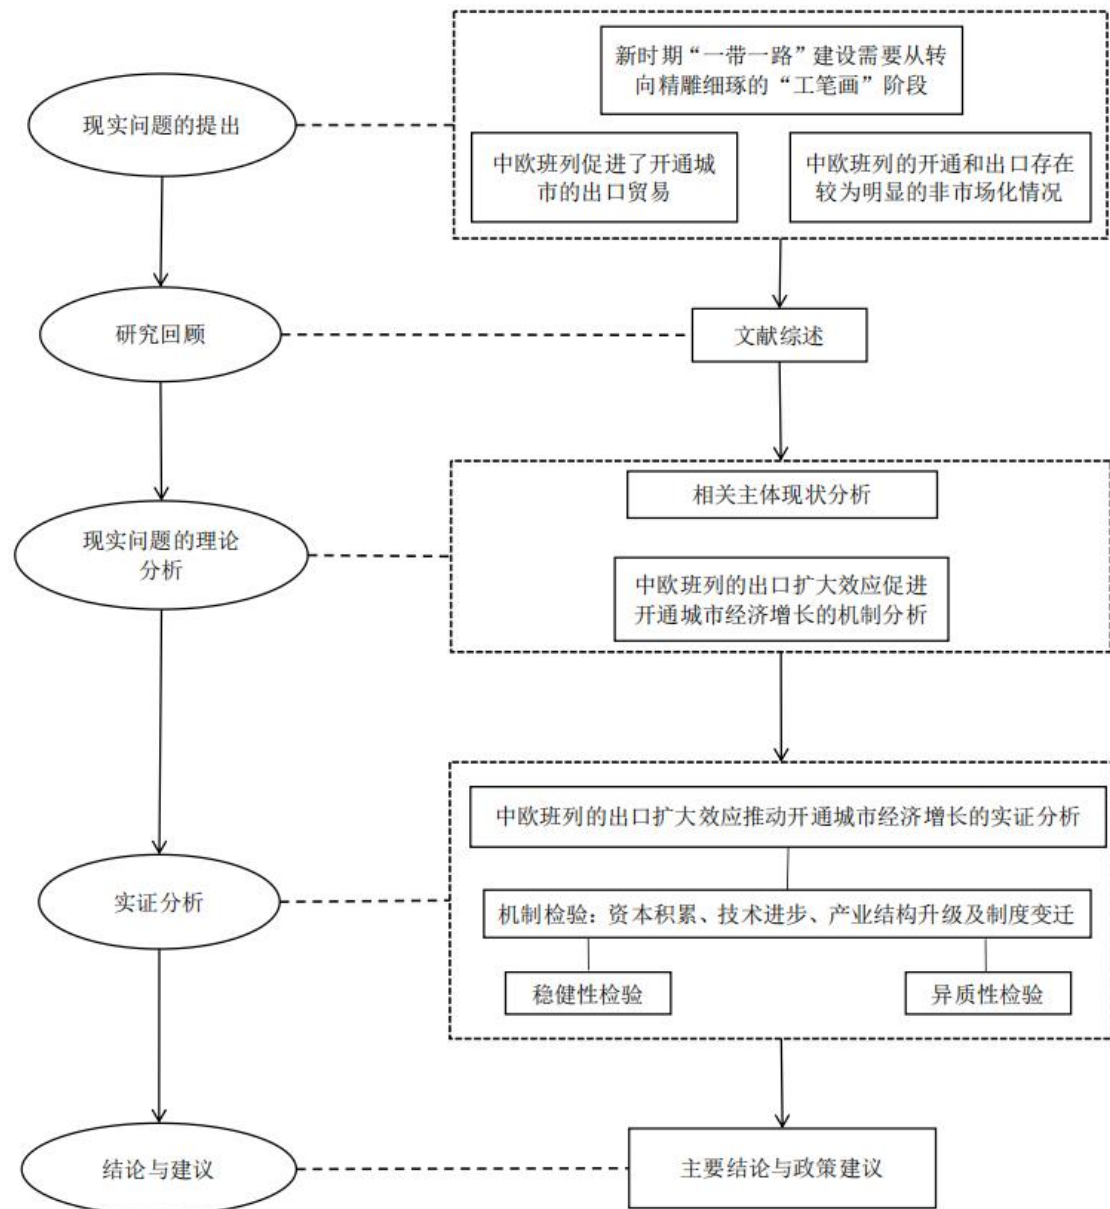 新时期“一带一路”建设需要从转
向精雕细琢的“工笔画”阶段
现实问题的提出
中欧班列促进了开通城
市的出口贸易
中欧班列的开通和出口存在
较为明显的非市场化情况
研究回顾
文献综述
相关主体现状分析
现实问题的理论
分析
中欧班列的出口扩大效应促进
开通城市经济增长的机制分析
中欧班列的出口扩大效应推动开通城市经济增长的实证分析
实证分析
机制检验：资本积累、技术进步、产业结构升级及制度变迁
稳健性检验
异质性检验
结论与建议
主要结论与政策建议